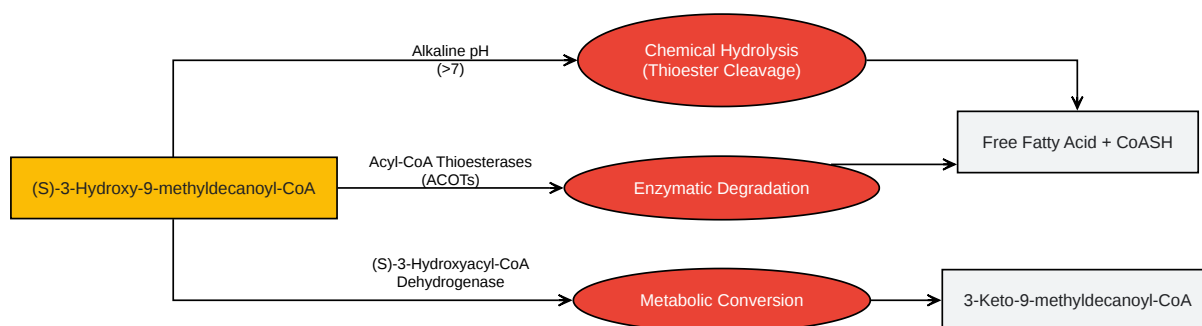 Alkaline pH
(>7)
Chemical Hydrolysis
(Thioester Cleavage)
Free Fatty Acid + CoASH
(S)-3-Hydroxy-9-methyldecanoyl-CoA
Acyl-CoA Thioesterases
(ACOTs)
Enzymatic Degradation
(S)-3-Hydroxyacyl-CoA
Dehydrogenase
Metabolic Conversion
3-Keto-9-methyldecanoyl-CoA